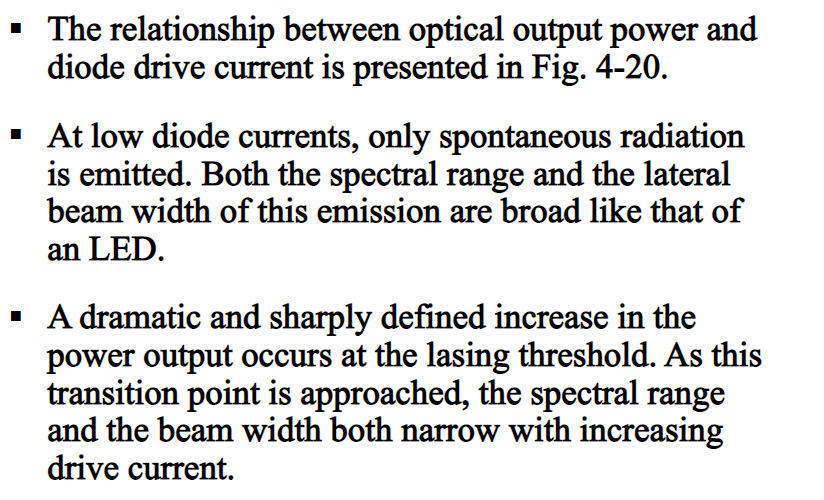 ▪ The relationship between optical output power and
diode drive current is presented in Fig. 4-20.
▪ At low diode currents, only spontaneous radiation
is emitted. Both the spectral range and the lateral
beam width of this emission are broad like that of
an LED.
▪ A dramatic and sharply defined increase in the
power output occurs at the lasing threshold. As this
transition point is approached, the spectral range
and the beam width both narrow with increasing
drive current.